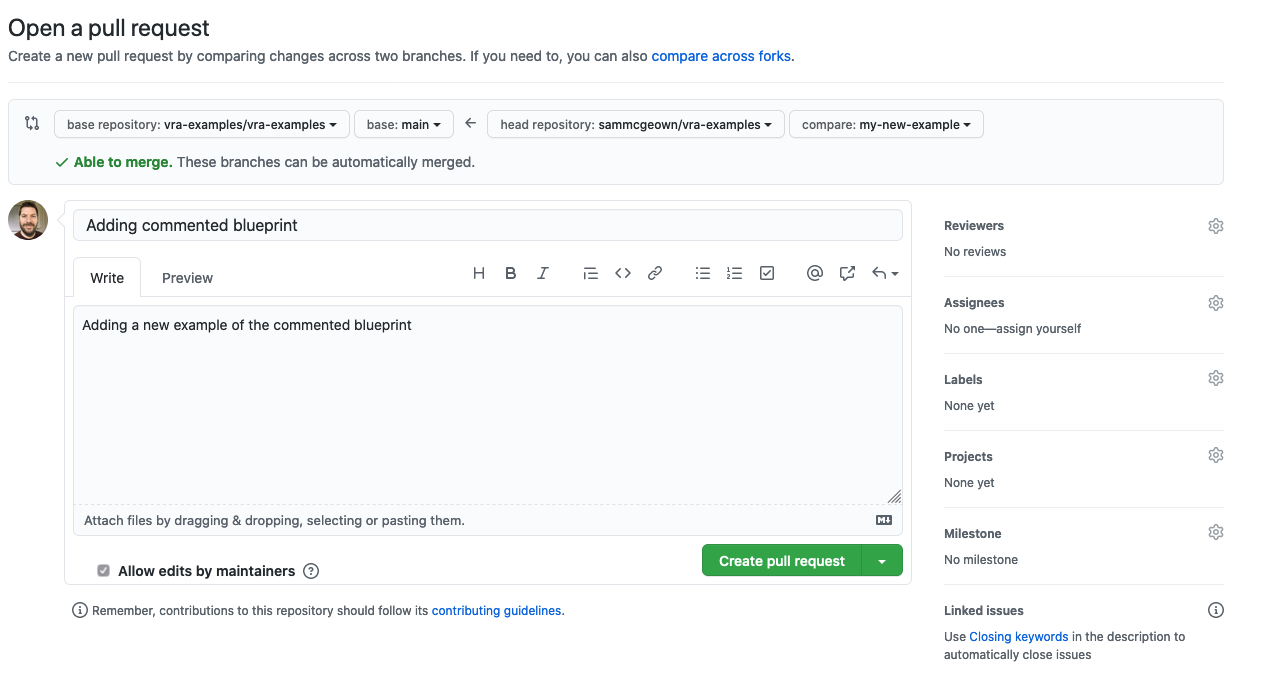 Open a pull request
Create a new pull request by comparing changes across two branches. If you need to, you can also compare across forks.
base repository: vra-examples/vra-examples
base: main
head repository: sammcgeown/vra-examples
compare: my-new-example
Able to merge. These branches can be automatically merged.
Adding commented blueprint
Write
Preview
Adding a new example of the commented blueprint
Attach files by dragging & dropping, selecting or pasting them.
Allow edits by maintainers
Create pull request
Remember, contributions to this repository should follow its contributing guidelines.
Reviewers
No reviews
Assignees
No one—assign yourself
Labels
None yet
Projects
None yet
Milestone
No milestone
Linked issues
Use Closing keywords in the description to
automatically close issues